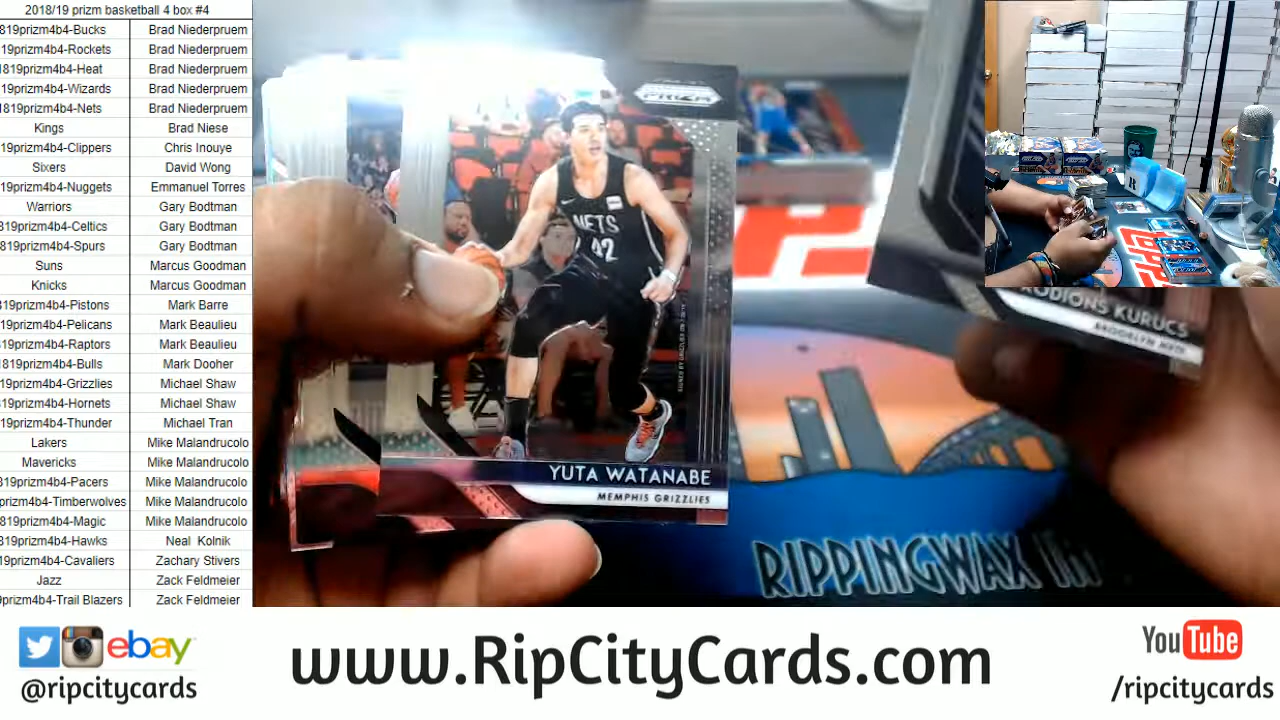 2018/19 prizm basketball 4 box #4
819prizm4b4-Bucks Brad Niederpruem
19prizm4b4-Rockets Brad Niederpruem
1819prizm4b4-Heat Brad Niederpruem
19prizm4b4-Wizards Brad Niederpruem
1819prizm4b4-Nets Brad Niederpruem
Kings Brad Niese
19prizm4b4-Clippers Chris Inouye
Sixers David Wong
19prizm4b4-Nuggets Emmanuel Torres
Warriors Gary Bodtman
819prizm4b4-Celtics Gary Bodtman
819prizm4b4-Spurs Gary Bodtman
Suns Marcus Goodman
Knicks Marcus Goodman
819prizm4b4-Pistons Mark Barre
19prizm4b4-Pelicans Mark Beaulieu
19prizm4b4-Raptors Mark Beaulieu
1819prizm4b4-Bulls Mark Dooher
19prizm4b4-Grizzlies Michael Shaw
19prizm4b4-Hornets Michael Shaw
19prizm4b4-Thunder Michael Tran
Lakers Mike Malandrucolo
Mavericks Mike Malandrucolo
819prizm4b4-Pacers Mike Malandrucolo
prizm4b4-Timberwolves Mike Malandrucolo
819prizm4b4-Magic Mike Malandrucolo
819prizm4b4-Hawks Neal Kolnik
19prizm4b4-Cavaliers Zachary Stivers
Jazz Zack Feldmeier
prizm4b4-Trail Blazers Zack Feldmeier
PRIZM
NETS
42
YUTA WATANABE
MEMPHIS GRIZZLIES
RODIONS KURUCS
BROOKLYN NETS
RIPPINGWAX
ebay
@ripcitycards
www.RipCityCards.com
YouTube
/ripcitycards